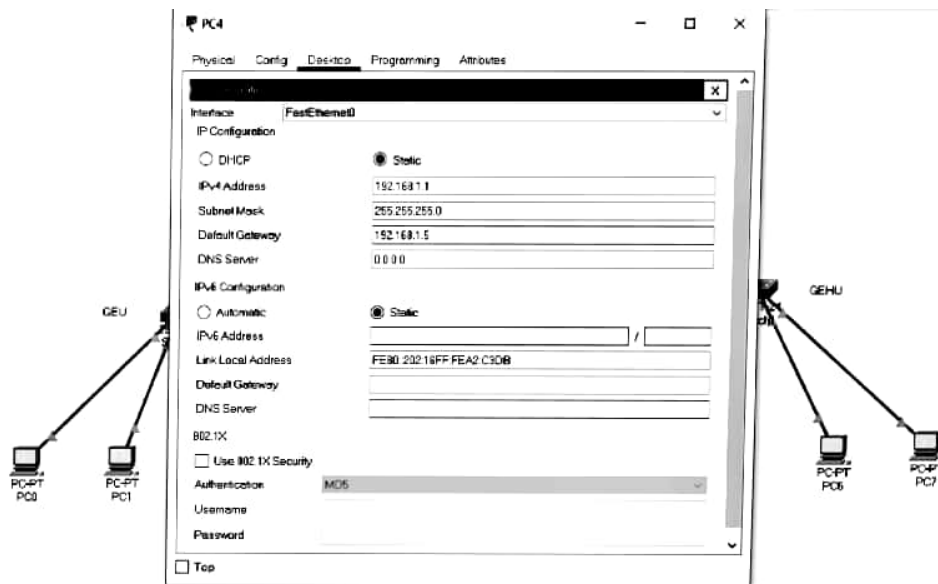 PC4
Physical Config Desktop Programming Attributes
X
Interface FastEthernet0
IP Configuration
DHCP Static
IPv4 Address 192.168.1.1
Subnet Mask 255.255.255.0
Default Gateway 192.168.1.5
DNS Server 0.0.0.0
IPv6 Configuration
Automatic Static
IPv6 Address /
Link Local Address FE80::202:16FF:FEA2:C3DB
Default Gateway
DNS Server
802.1X
Use 802.1X Security
Authentication MD5
Username
Password
Top
GEU
GEHU
PC-PT
PC0
PC-PT
PC1
PC-PT
PC6
PC-PT
PC7